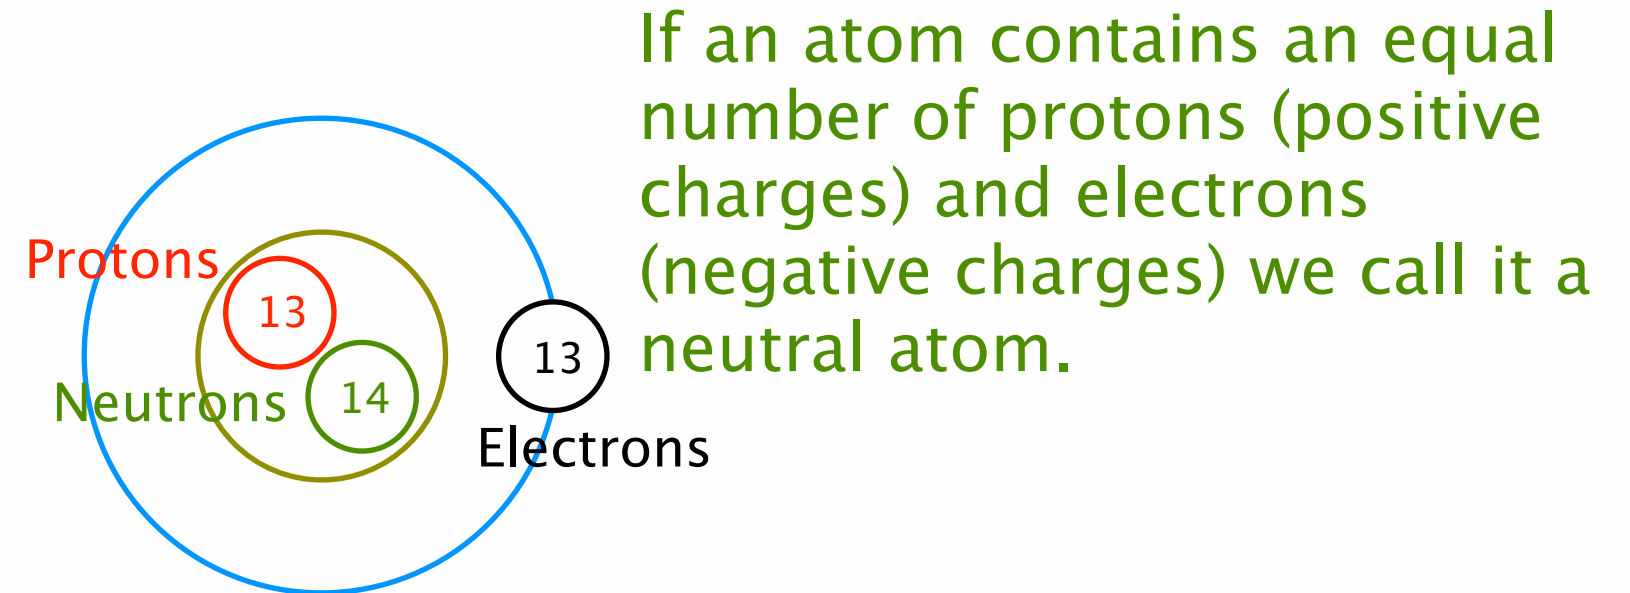 If an atom contains an equal
number of protons (positive
charges) and electrons
(negative charges) we call it a
neutral atom.
Protons
13
13
Neutrons
14
Electrons